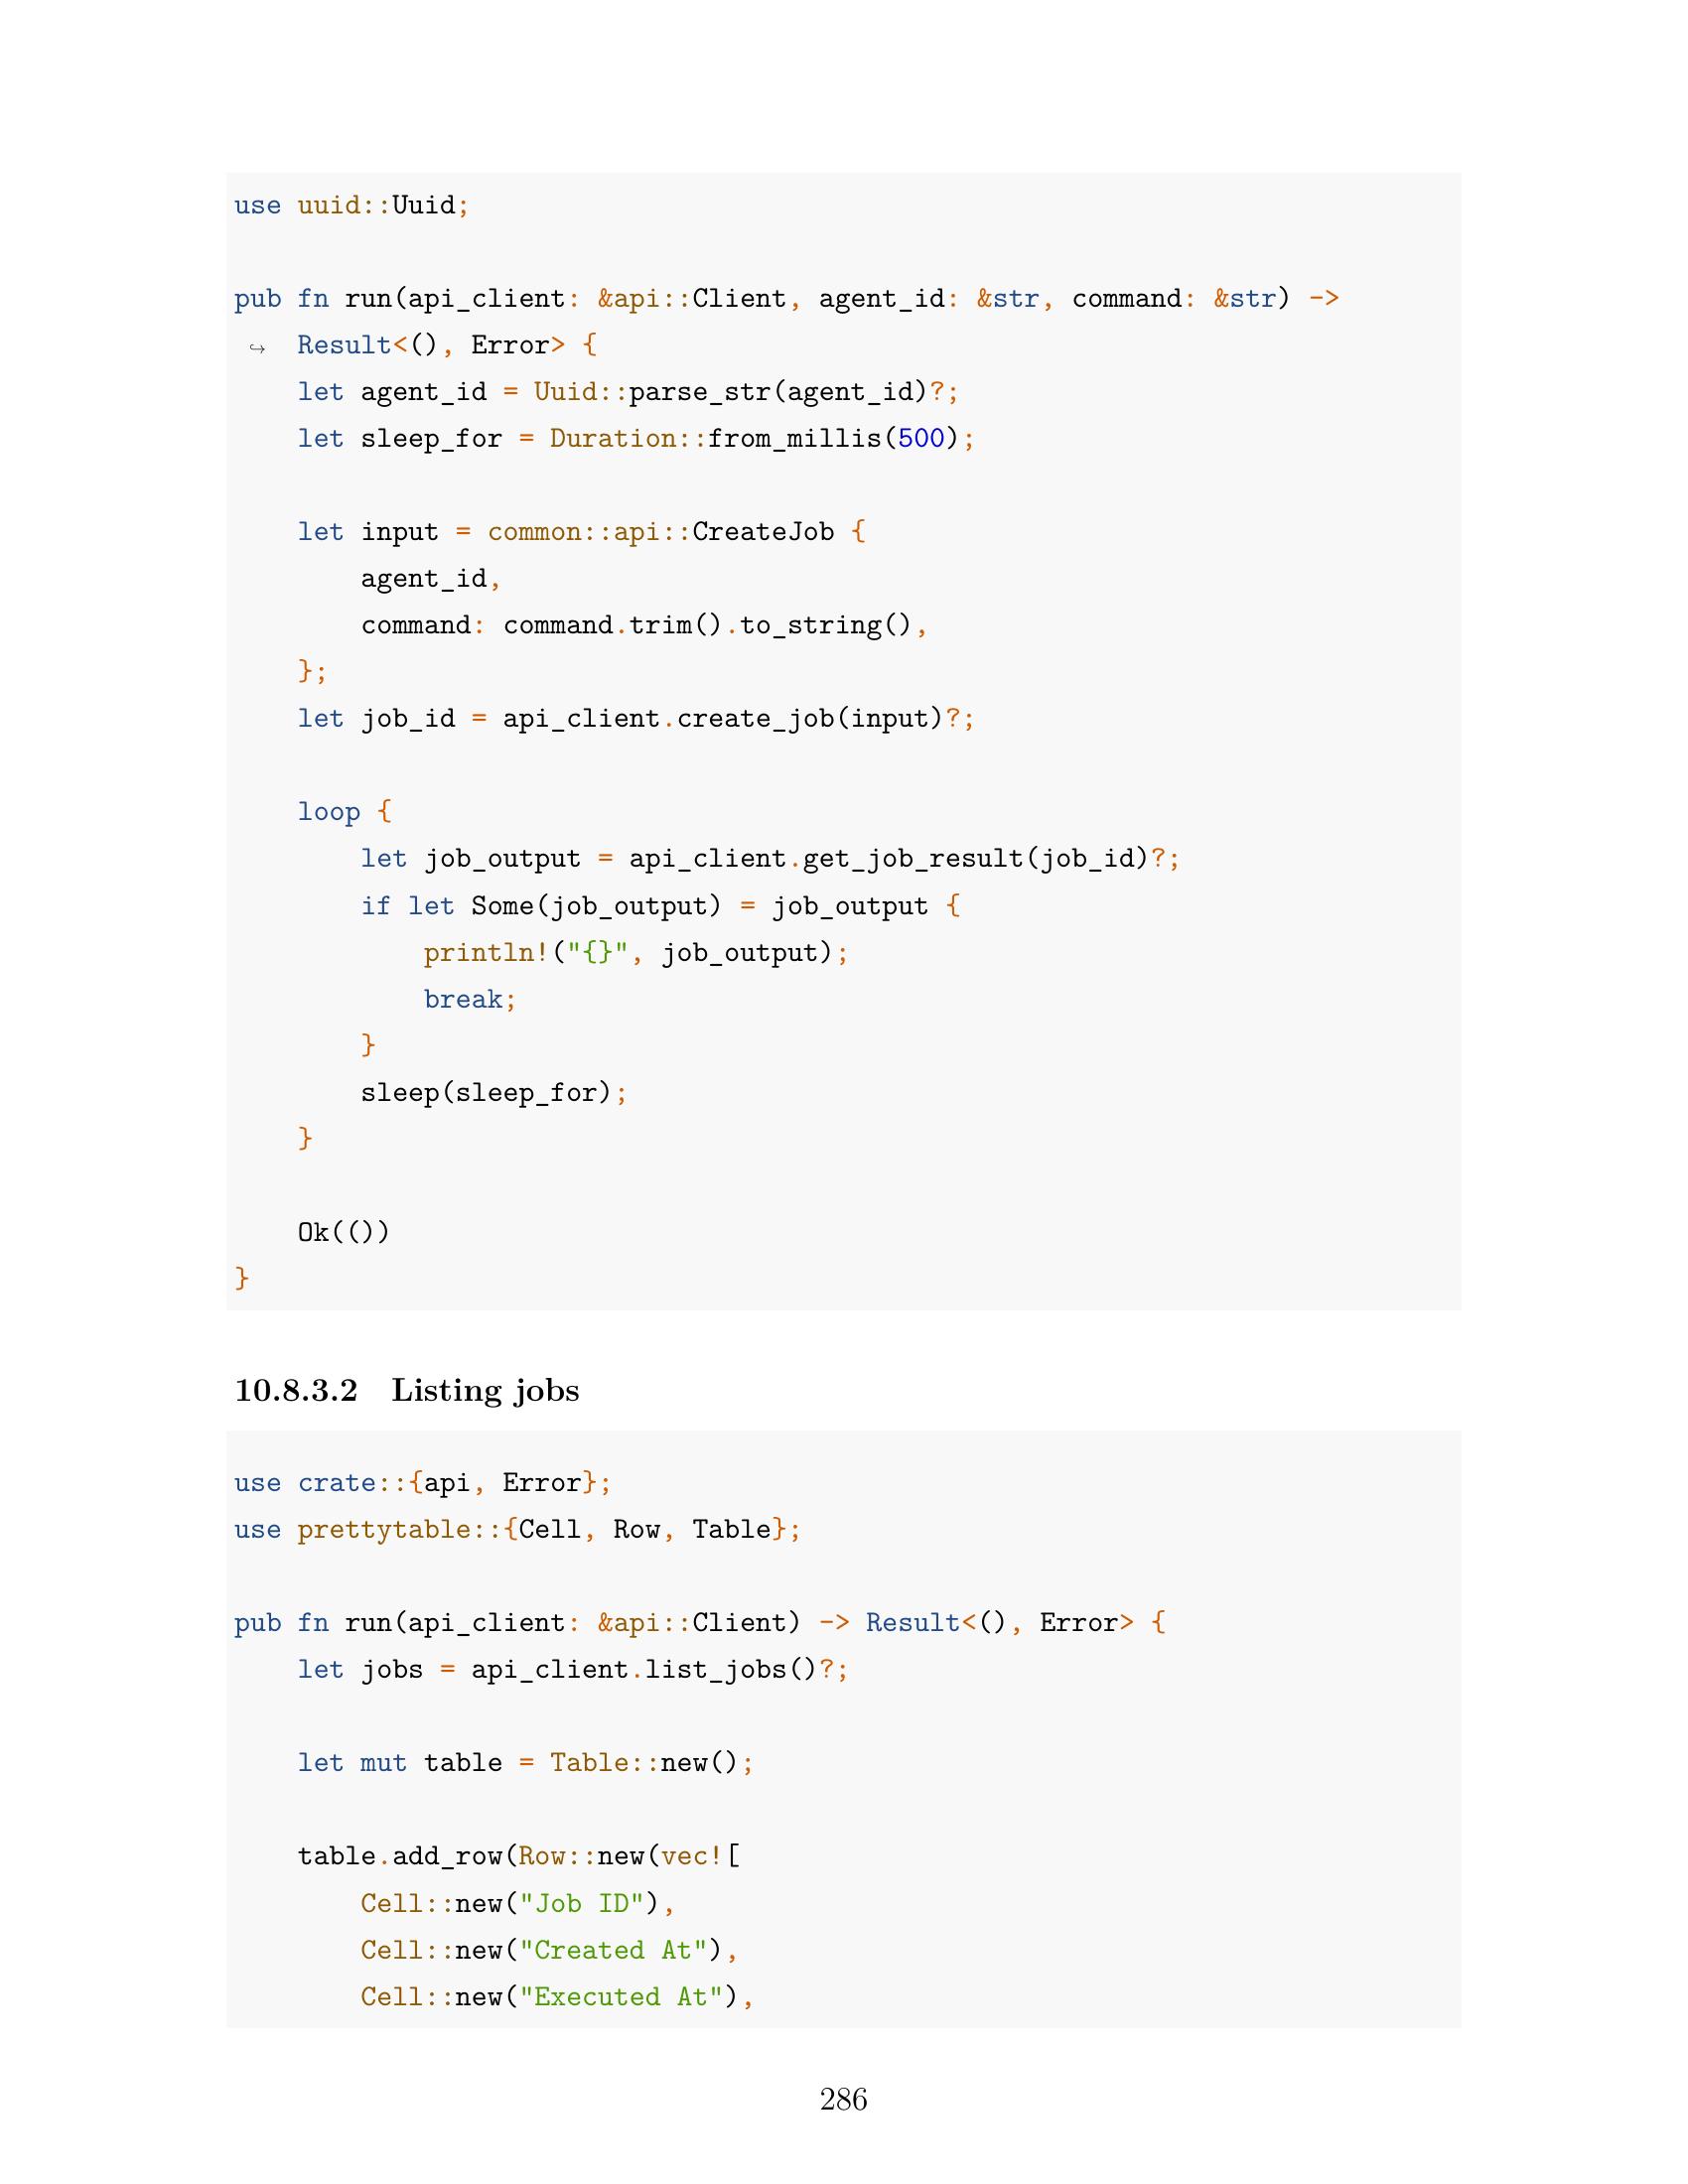 use uuid::Uuid;
pub fn run(api_client: &api::Client, agent_id: &str, command: &str) ->
↪ Result<(), Error> {
    let agent_id = Uuid::parse_str(agent_id)?;
    let sleep_for = Duration::from_millis(500);
    let input = common::api::CreateJob {
        agent_id,
        command: command.trim().to_string(),
    };
    let job_id = api_client.create_job(input)?;
    loop {
        let job_output = api_client.get_job_result(job_id)?;
        if let Some(job_output) = job_output {
            println!("{}", job_output);
            break;
        }
        sleep(sleep_for);
    }
    Ok(())
}
10.8.3.2 Listing jobs
use crate::{api, Error};
use prettytable::{Cell, Row, Table};
pub fn run(api_client: &api::Client) -> Result<(), Error> {
    let jobs = api_client.list_jobs()?;
    let mut table = Table::new();
    table.add_row(Row::new(vec![
        Cell::new("Job ID"),
        Cell::new("Created At"),
        Cell::new("Executed At"),
286